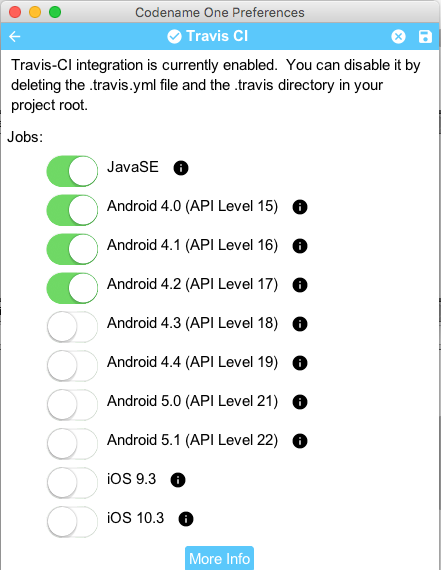 Codename One Preferences
Travis CI
Travis-CI integration is currently enabled.  You can disable it by
deleting the .travis.yml file and the .travis directory in your
project root.
Jobs:
JavaSE
Android 4.0 (API Level 15)
Android 4.1 (API Level 16)
Android 4.2 (API Level 17)
Android 4.3 (API Level 18)
Android 4.4 (API Level 19)
Android 5.0 (API Level 21)
Android 5.1 (API Level 22)
iOS 9.3
iOS 10.3
More Info